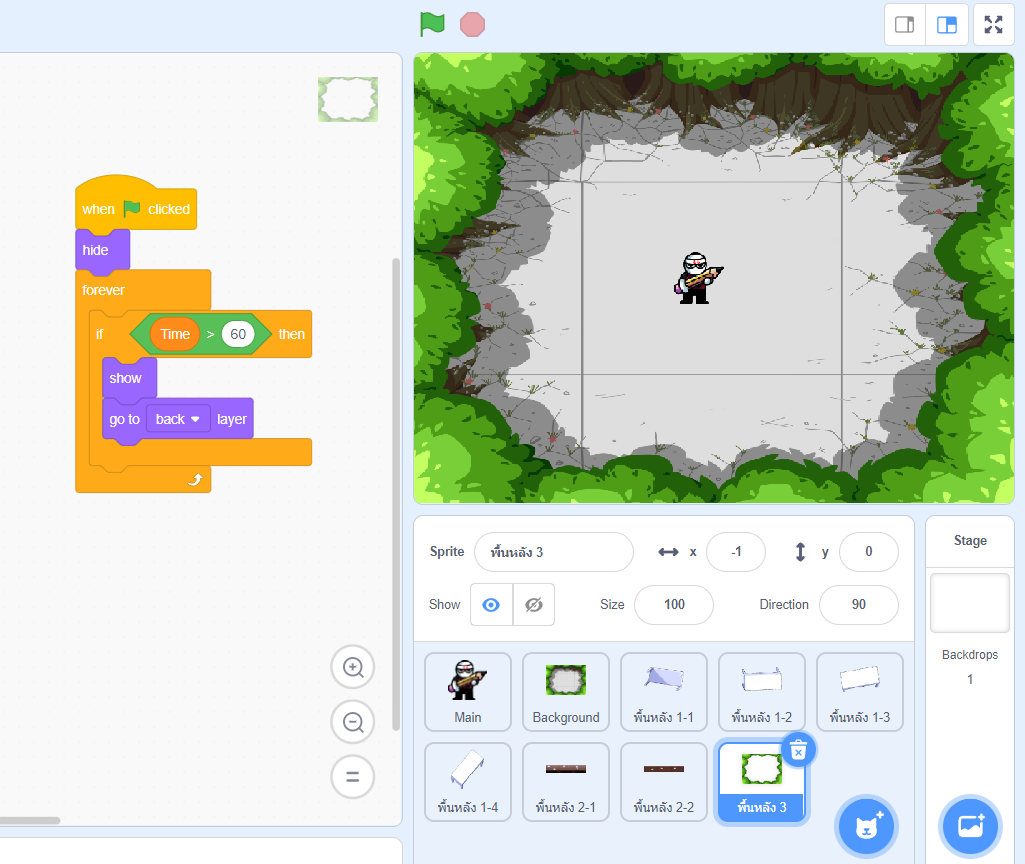 when clicked
hide
forever
if Time > 60 then
show
go to back layer
Sprite พื้นหลัง 3 x -1 y 0
Show Size 100 Direction 90
Stage
Backdrops
1
Main Background พื้นหลัง 1-1 พื้นหลัง 1-2 พื้นหลัง 1-3
พื้นหลัง 1-4 พื้นหลัง 2-1 พื้นหลัง 2-2 พื้นหลัง 3